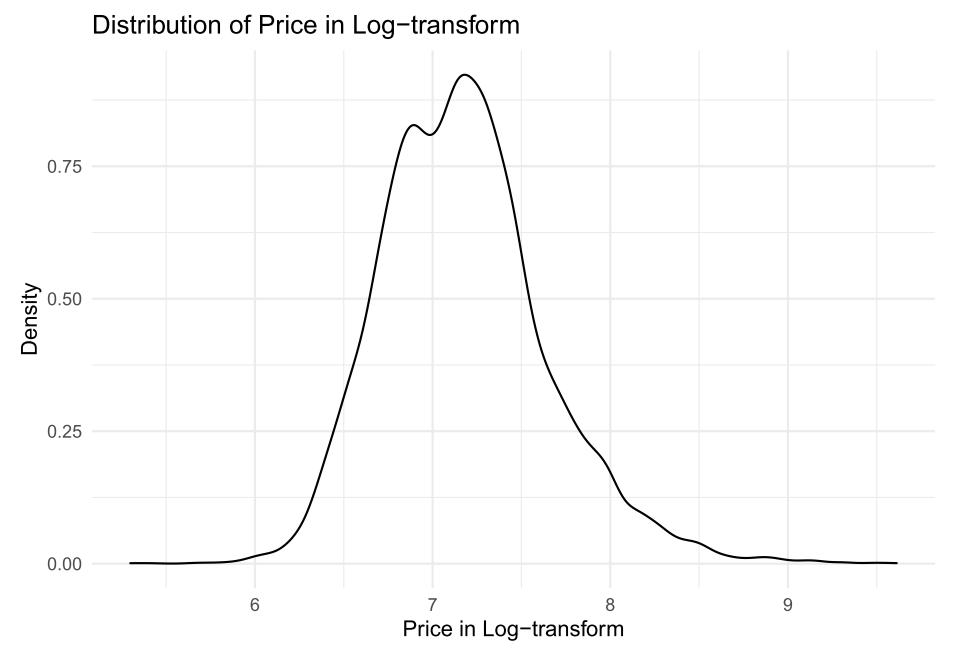 Distribution of Price in Log−transform
Density
0.75
0.50
0.25
0.00
6 7 8 9
Price in Log−transform